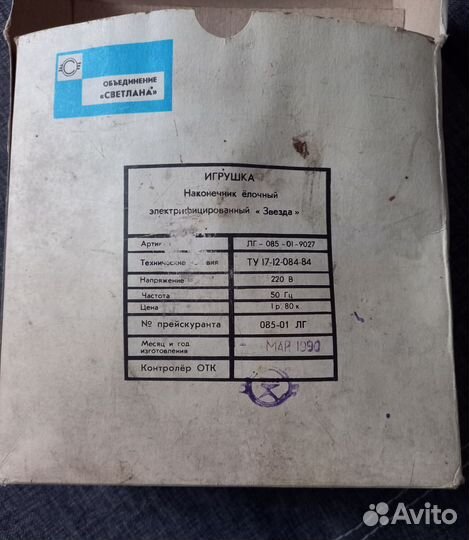 ОБЪЕДИНЕНИЕ
«СВЕТЛАНА»
ИГРУШКА
Наконечник ёлочный
электрифицированный « Звезда »
ЛГ - 085 - 01 - 9027
Технические ТУ 17-12-084-84
Напряжение 220 В
Частота 50 Гц
Цена 1 р. 80 к.
№ прейскуранта 085-01 ЛГ
Месяц и год
изготовления - МАР 1990
Контролёр ОТК
Avito